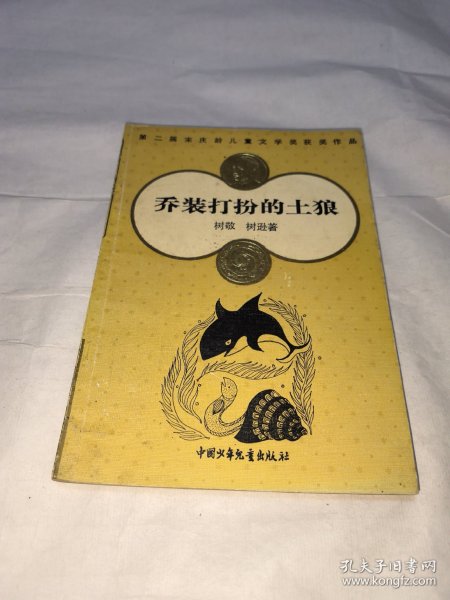 第二届宋庆龄儿童文学奖获奖作品
乔装打扮的土狼
树敬 树逊著
中国少年儿童出版社
孔夫子旧书网
www.kongfz.com